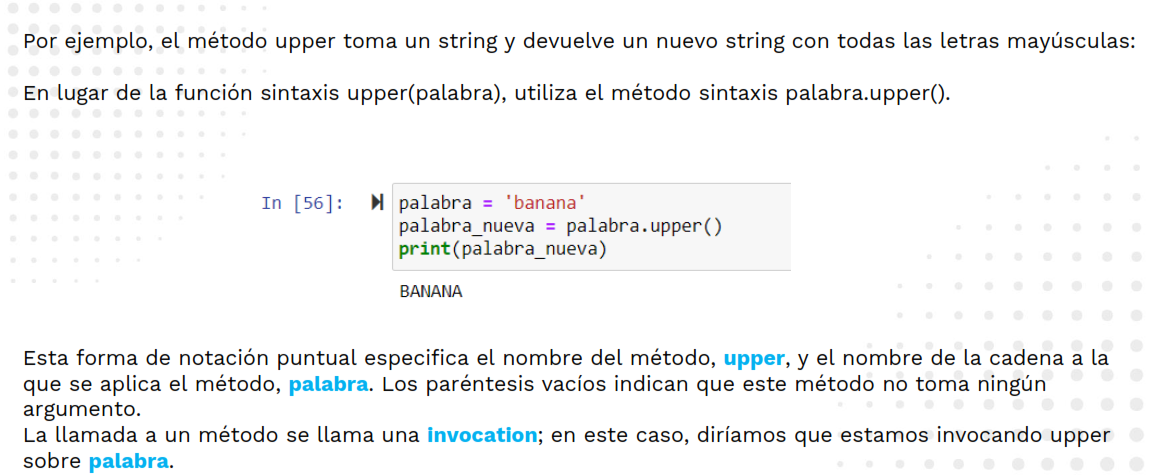 Por ejemplo, el método upper toma un string y devuelve un nuevo string con todas las letras mayúsculas:
En lugar de la función sintaxis upper(palabra), utiliza el método sintaxis palabra.upper().
In [56]:
palabra = 'banana'
palabra_nueva = palabra.upper()
print(palabra_nueva)
BANANA
Esta forma de notación puntual especifica el nombre del método, upper, y el nombre de la cadena a la
que se aplica el método, palabra. Los paréntesis vacíos indican que este método no toma ningún
argumento.
La llamada a un método se llama una invocation; en este caso, diríamos que estamos invocando upper
sobre palabra.